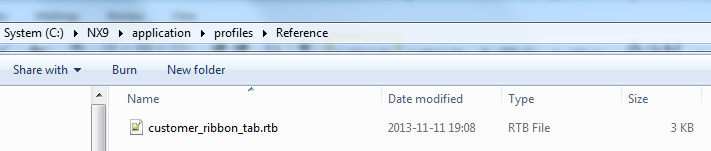 System (C:) ▸ NX9 ▸ application ▸ profiles ▸ Reference
Share with Burn New folder
Name Date modified Type Size
customer_ribbon_tab.rtb 2013-11-11 19:08 RTB File 3 KB